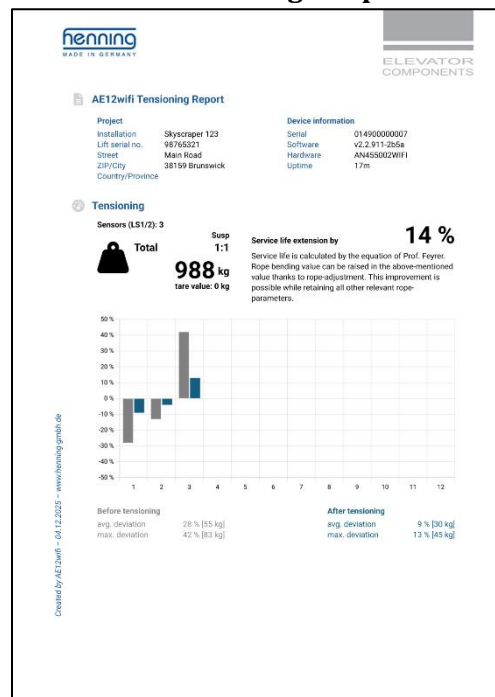 henning
MADE IN GERMANY
ELEVATOR
COMPONENTS
AE12wifi Tensioning Report
Project
Installation Skyscraper 123
Lift serial no. 98765321
Street Main Road
ZIP/City 38159 Brunswick
Country/Province
Device information
Serial 014900000007
Software v2.2.911-2b5a
Hardware AN455002WIFI
Uptime 17m
Tensioning
Sensors (LS1/2): 3
Susp
Total 1:1
988 kg
tare value: 0 kg
Service life extension by 14 %
Service life is calculated by the equation of Prof. Feyrer.
Rope bending value can be raised in the above-mentioned
value thanks to rope-adjustment. This improvement is
possible while retaining all other relevant rope-
parameters.
50 %
40 %
30 %
20 %
10 %
0 %
-10 %
-20 %
-30 %
-40 %
-50 %
1 2 3 4 5 6 7 8 9 10 11 12
Before tensioning
avg. deviation 28 % [55 kg]
max. deviation 42 % [83 kg]
After tensioning
avg. deviation 9 % [30 kg]
max. deviation 13 % [45 kg]
Created by AE12wifi – 04.12.2025 – www.henning-gmbh.de